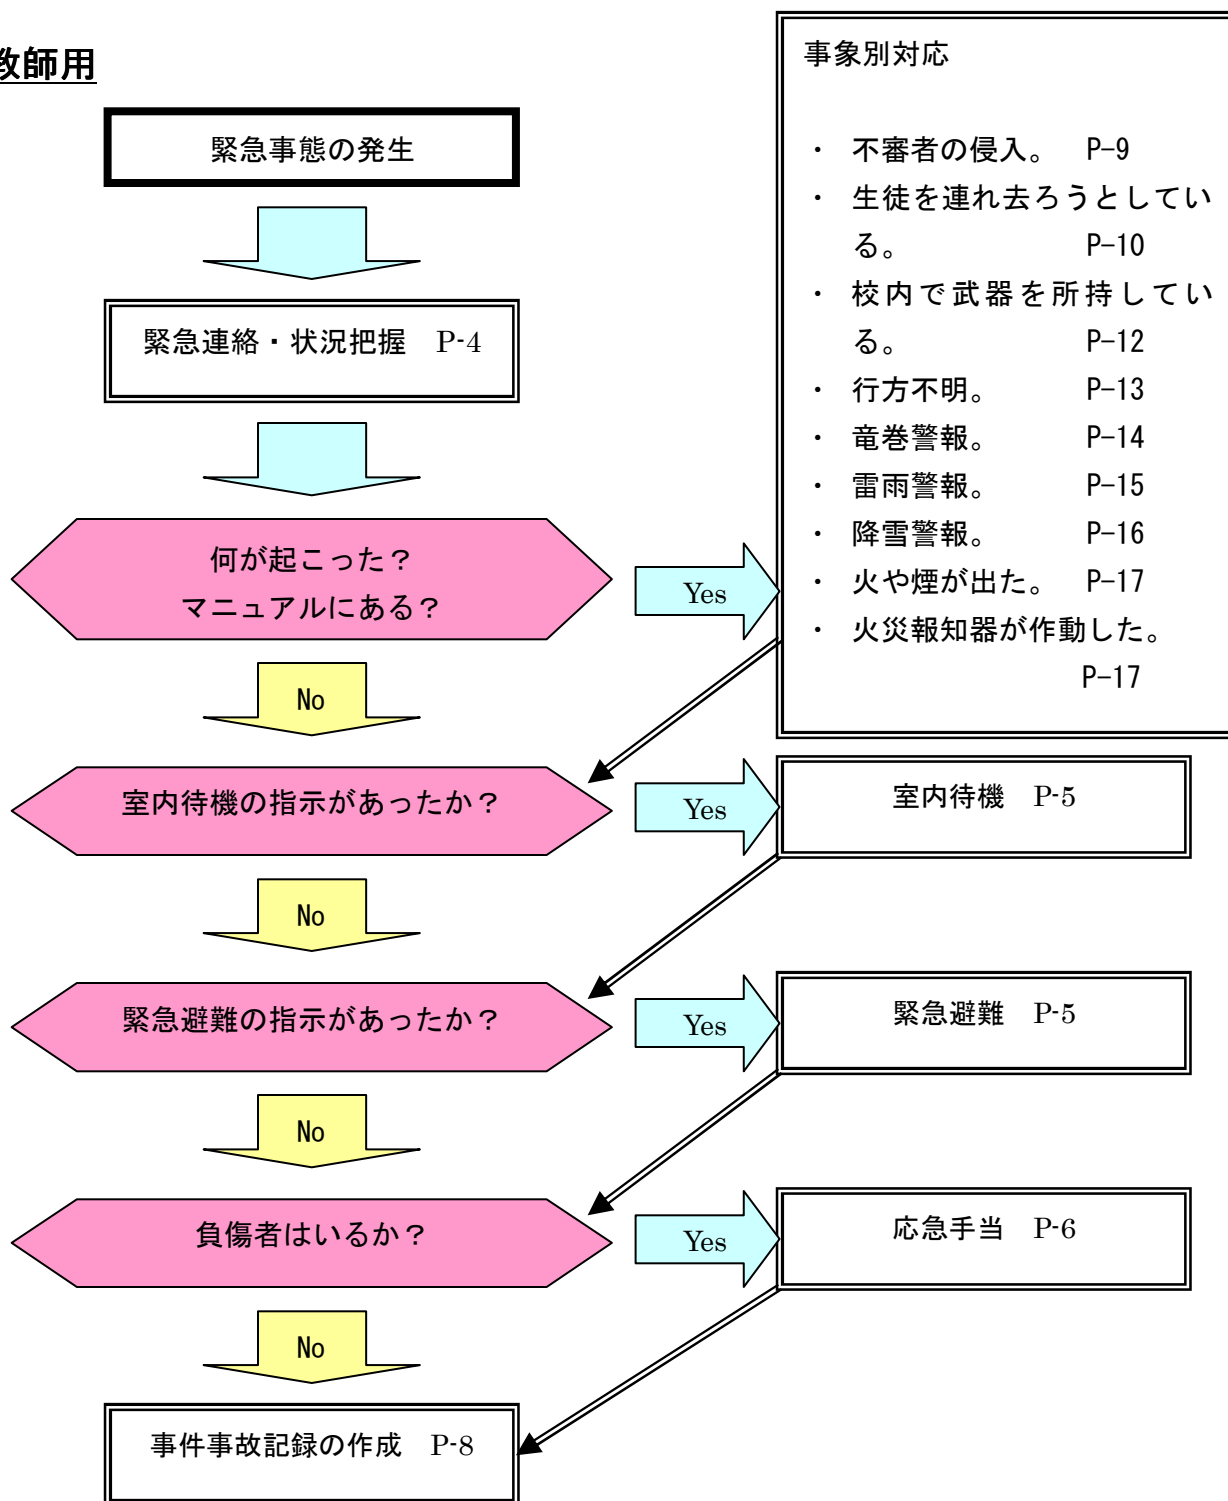 教師用
緊急事態の発生
緊急連絡・状況把握 P-4
何が起こった？
マニュアルにある？
Yes
事象別対応
・ 不審者の侵入。 P-9
・ 生徒を連れ去ろうとしてい
る。 P-10
・ 校内で武器を所持してい
る。 P-12
・ 行方不明。 P-13
・ 竜巻警報。 P-14
・ 雷雨警報。 P-15
・ 降雪警報。 P-16
・ 火や煙が出た。 P-17
・ 火災報知器が作動した。
P-17
No
室内待機の指示があったか？
Yes
室内待機 P-5
No
緊急避難の指示があったか？
Yes
緊急避難 P-5
No
負傷者はいるか？
Yes
応急手当 P-6
No
事件事故記録の作成 P-8